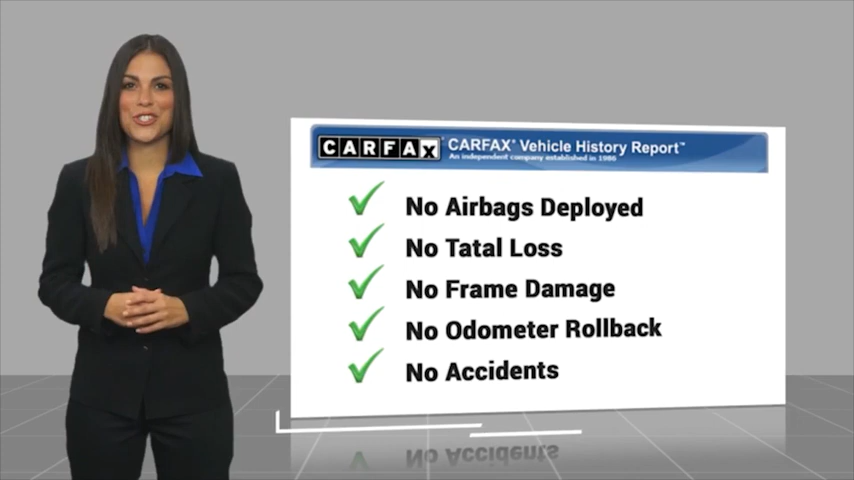 CARFAX CARFAX® Vehicle History Report™
An independent company established in 1986
No Airbags Deployed
No Tatal Loss
No Frame Damage
No Odometer Rollback
No Accidents
No Accidents